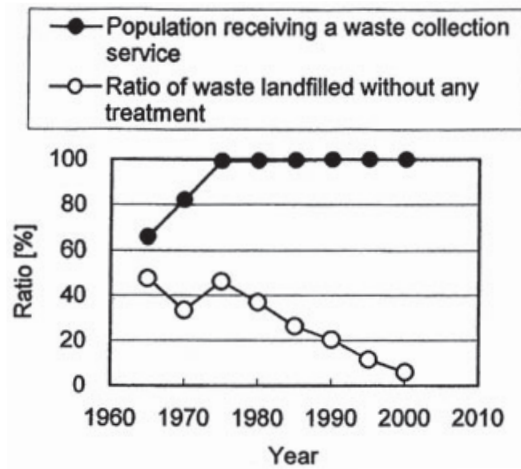 Population receiving a waste collection
service
Ratio of waste landfilled without any
treatment
100
80
60
40
20
0
Ratio [%]
1960 1970 1980 1990 2000 2010
Year